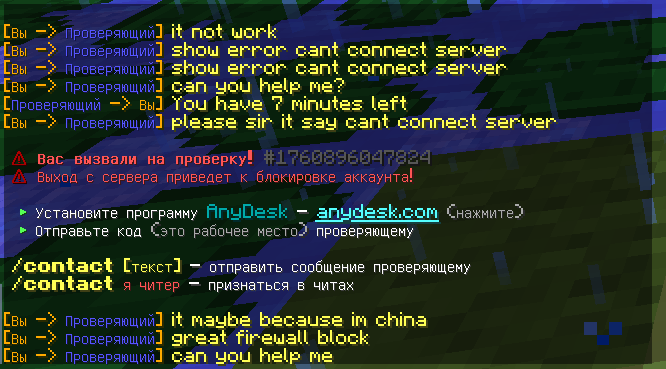 [Вы -> Проверяющий] it not work
[Вы -> Проверяющий] show error cant connect server
[Вы -> Проверяющий] show error cant connect server
[Вы -> Проверяющий] can you help me?
[Проверяющий -> Вы] You have 7 minutes left
[Вы -> Проверяющий] please sir it say cant connect server
⚠ Вас вызвали на проверку! #1760896047824
⚠ Выход с сервера приведет к блокировке аккаунта!
▶ Установите программу AnyDesk – anydesk.com (нажмите)
▶ Отправьте код (это рабочее место) проверяющему
/contact [текст] – отправить сообщение проверяющему
/contact я читер – признаться в читах
[Вы -> Проверяющий] it maybe because im china
[Вы -> Проверяющий] great firewall block
[Вы -> Проверяющий] can you help me